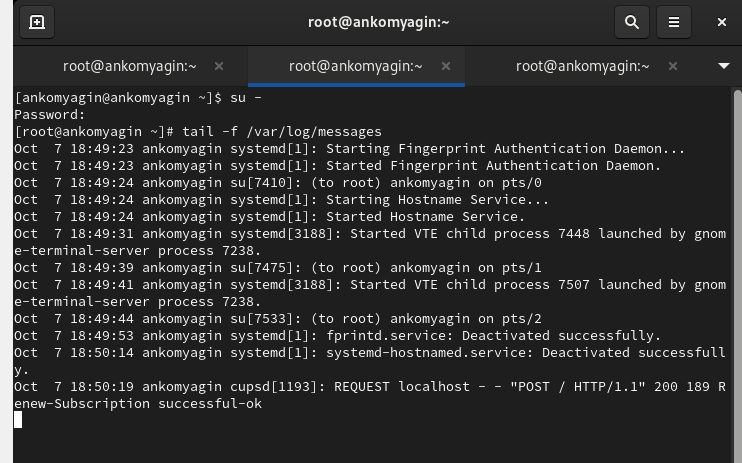 root@ankomyagin:~
root@ankomyagin:~ × root@ankomyagin:~ × root@ankomyagin:~ ×
[ankomyagin@ankomyagin ~]$ su -
Password:
[root@ankomyagin ~]# tail -f /var/log/messages
Oct  7 18:49:23 ankomyagin systemd[1]: Starting Fingerprint Authentication Daemon...
Oct  7 18:49:23 ankomyagin systemd[1]: Started Fingerprint Authentication Daemon.
Oct  7 18:49:24 ankomyagin su[7410]: (to root) ankomyagin on pts/0
Oct  7 18:49:24 ankomyagin systemd[1]: Starting Hostname Service...
Oct  7 18:49:24 ankomyagin systemd[1]: Started Hostname Service.
Oct  7 18:49:31 ankomyagin systemd[3188]: Started VTE child process 7448 launched by gnom
e-terminal-server process 7238.
Oct  7 18:49:39 ankomyagin su[7475]: (to root) ankomyagin on pts/1
Oct  7 18:49:41 ankomyagin systemd[3188]: Started VTE child process 7507 launched by gnom
e-terminal-server process 7238.
Oct  7 18:49:44 ankomyagin su[7533]: (to root) ankomyagin on pts/2
Oct  7 18:49:53 ankomyagin systemd[1]: fprintd.service: Deactivated successfully.
Oct  7 18:50:14 ankomyagin systemd[1]: systemd-hostnamed.service: Deactivated successfull
y.
Oct  7 18:50:19 ankomyagin cupsd[1193]: REQUEST localhost - - "POST / HTTP/1.1" 200 189 R
enew-Subscription successful-ok